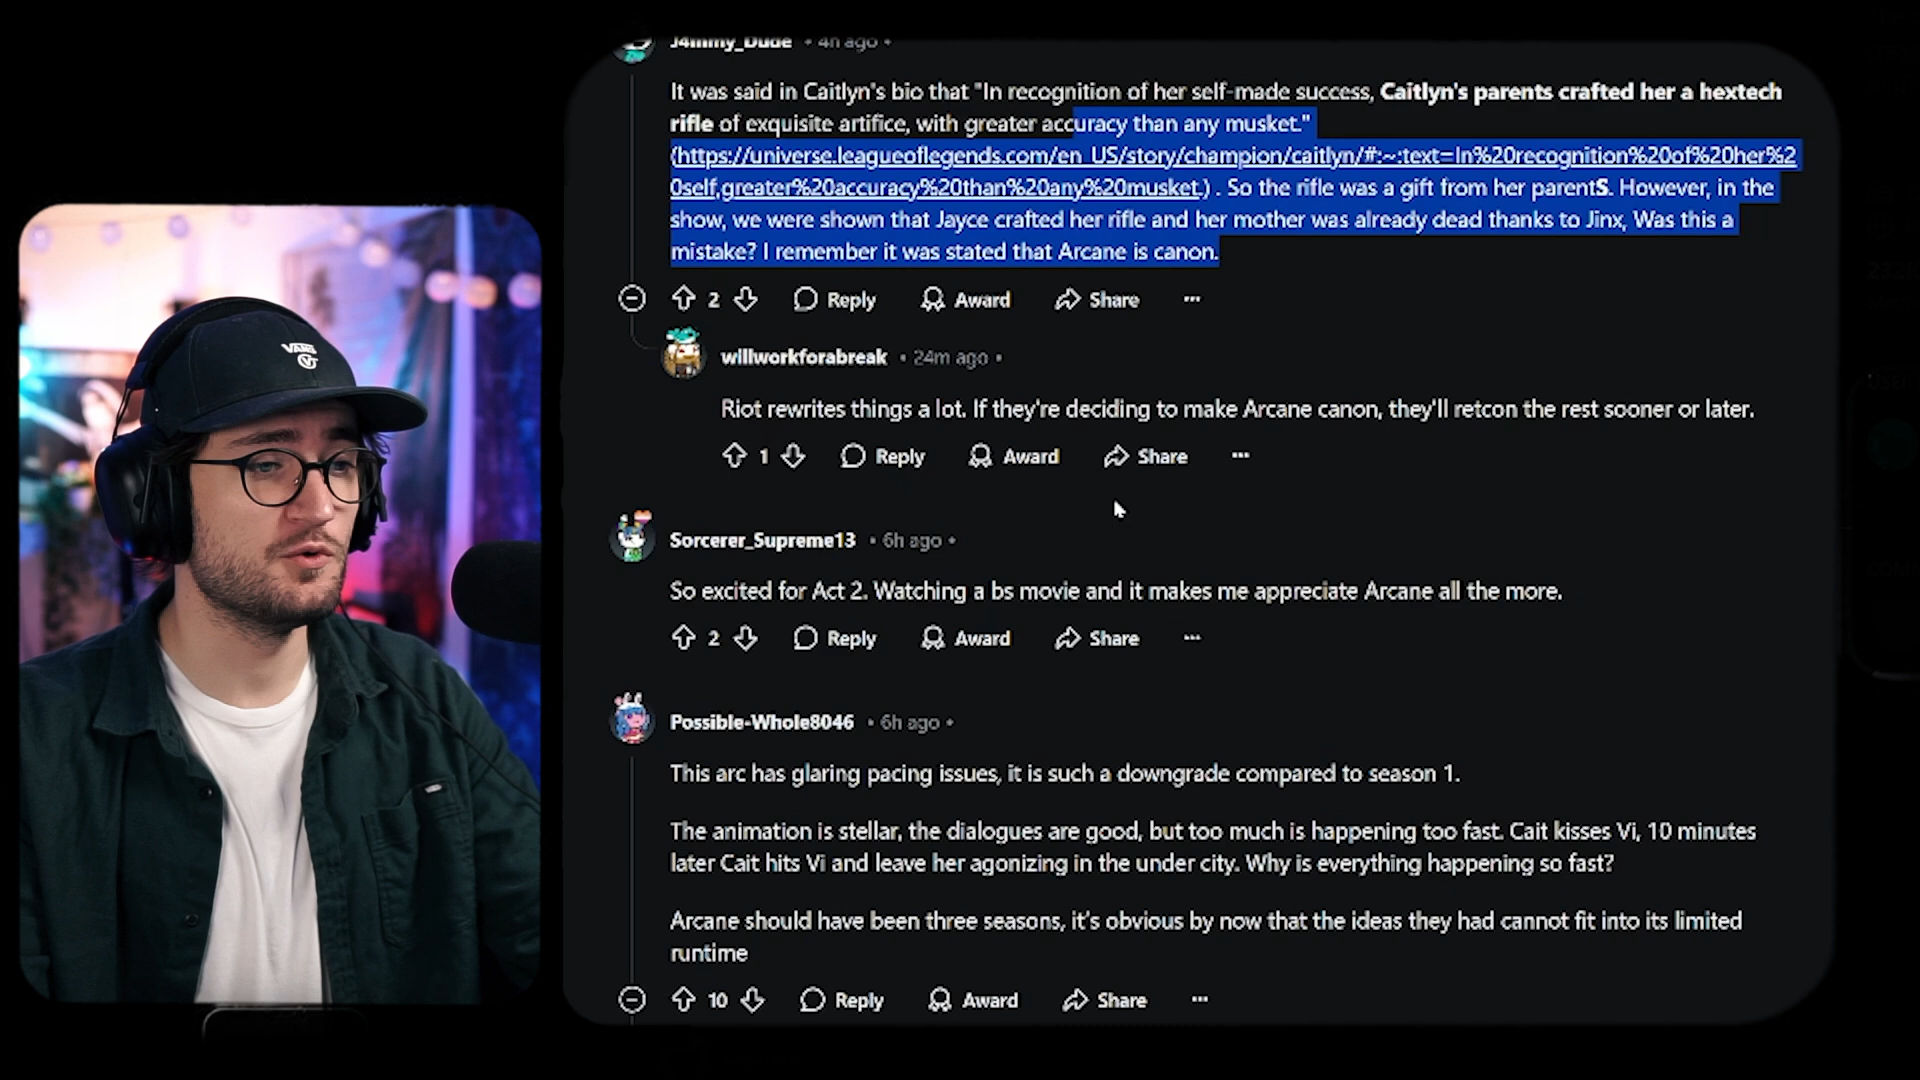 J4mmy_Dude • 4h ago •
It was said in Caitlyn's bio that "In recognition of her self-made success, Caitlyn's parents crafted her a hextech
rifle of exquisite artifice, with greater accuracy than any musket."
(https://universe.leagueoflegends.com/en_US/story/champion/caitlyn/#:~:text=In%20recognition%20of%20her%2
0self,greater%20accuracy%20than%20any%20musket.) . So the rifle was a gift from her parentS. However, in the
show, we were shown that Jayce crafted her rifle and her mother was already dead thanks to Jinx, Was this a
mistake? I remember it was stated that Arcane is canon.
2 Reply Award Share ...
willworkforabreak • 24m ago •
Riot rewrites things a lot. If they're deciding to make Arcane canon, they'll retcon the rest sooner or later.
1 Reply Award Share ...
Sorcerer_Supreme13 • 6h ago •
So excited for Act 2. Watching a bs movie and it makes me appreciate Arcane all the more.
2 Reply Award Share ...
Possible-Whole8046 • 6h ago •
This arc has glaring pacing issues, it is such a downgrade compared to season 1.
The animation is stellar, the dialogues are good, but too much is happening too fast. Cait kisses Vi, 10 minutes
later Cait hits Vi and leave her agonizing in the under city. Why is everything happening so fast?
Arcane should have been three seasons, it's obvious by now that the ideas they had cannot fit into its limited
runtime
10 Reply Award Share ...
VANS
V